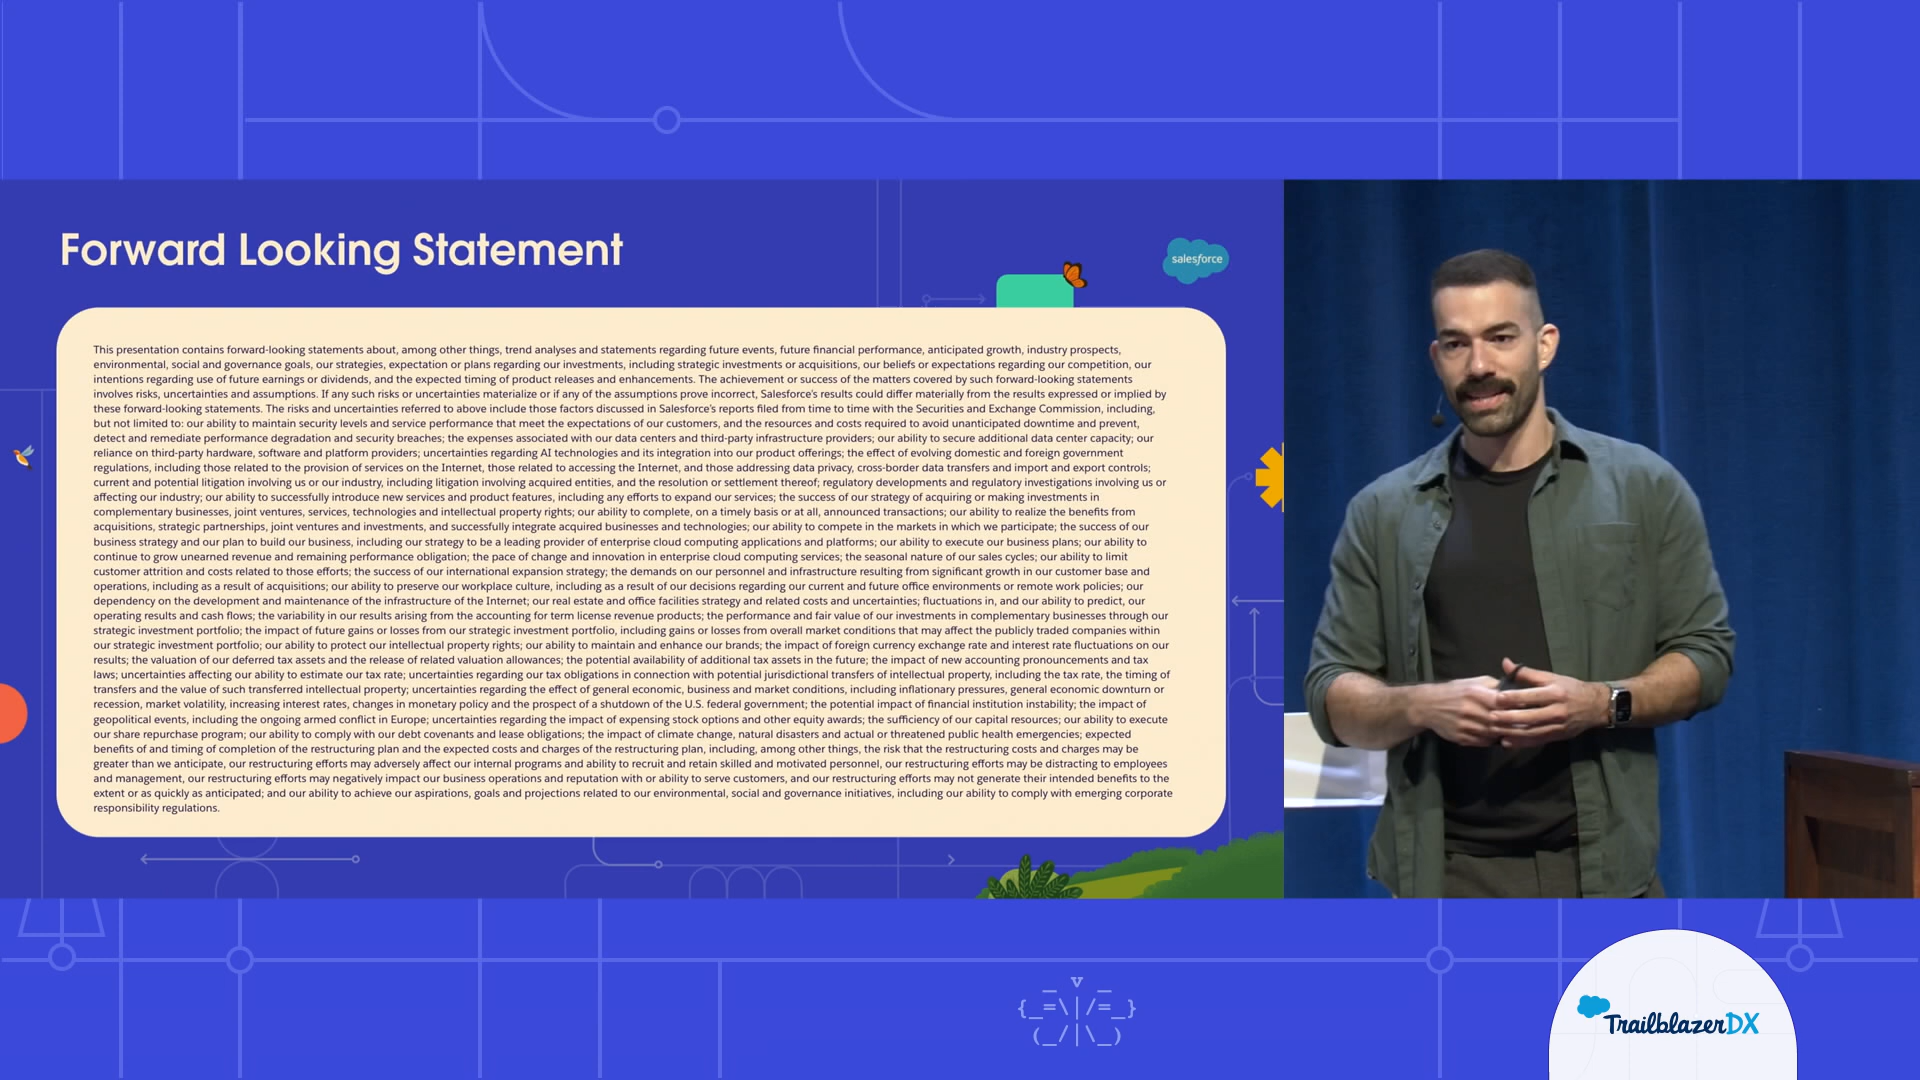 Forward Looking Statement
salesforce
This presentation contains forward-looking statements about, among other things, trend analyses and statements regarding future events, future financial performance, anticipated growth, industry prospects,
environmental, social and governance goals, our strategies, expectation or plans regarding our investments, including strategic investments or acquisitions, our beliefs or expectations regarding our competition, our
intentions regarding use of future earnings or dividends, and the expected timing of product releases and enhancements. The achievement or success of the matters covered by such forward-looking statements
involves risks, uncertainties and assumptions. If any such risks or uncertainties materialize or if any of the assumptions prove incorrect, Salesforce's results could differ materially from the results expressed or implied by
these forward-looking statements. The risks and uncertainties referred to above include those factors discussed in Salesforce's reports filed from time to time with the Securities and Exchange Commission, including,
but not limited to: our ability to maintain security levels and service performance that meet the expectations of our customers, and the resources and costs required to avoid unanticipated downtime and prevent,
detect and remediate performance degradation and security breaches; the expenses associated with our data centers and third-party infrastructure providers; our ability to secure additional data center capacity; our
reliance on third-party hardware, software and platform providers; uncertainties regarding AI technologies and its integration into our product offerings; the effect of evolving domestic and foreign government
regulations, including those related to the provision of services on the Internet, those related to accessing the Internet, and those addressing data privacy, cross-border data transfers and import and export controls;
current and potential litigation involving us or our industry, including litigation involving acquired entities, and the resolution or settlement thereof; regulatory developments and regulatory investigations involving us or
affecting our industry; our ability to successfully introduce new services and product features, including any efforts to expand our services; the success of our strategy of acquiring or making investments in
complementary businesses, joint ventures, services, technologies and intellectual property rights; our ability to complete, on a timely basis or at all, announced transactions; our ability to realize the benefits from
acquisitions, strategic partnerships, joint ventures and investments, and successfully integrate acquired businesses and technologies; our ability to compete in the markets in which we participate; the success of our
business strategy and our plan to build our business, including our strategy to be a leading provider of enterprise cloud computing applications and platforms; our ability to execute our business plans; our ability to
continue to grow unearned revenue and remaining performance obligation; the pace of change and innovation in enterprise cloud computing services; the seasonal nature of our sales cycles; our ability to limit
customer attrition and costs related to those efforts; the success of our international expansion strategy; the demands on our personnel and infrastructure resulting from significant growth in our customer base and
operations, including as a result of acquisitions; our ability to preserve our workplace culture, including as a result of our decisions regarding our current and future office environments or remote work policies; our
dependency on the development and maintenance of the infrastructure of the Internet; our real estate and office facilities strategy and related costs and uncertainties; fluctuations in, and our ability to predict, our
operating results and cash flows; the variability in our results arising from the accounting for term license revenue products; the performance and fair value of our investments in complementary businesses through our
strategic investment portfolio; the impact of future gains or losses from our strategic investment portfolio, including gains or losses from overall market conditions that may affect the publicly traded companies within
our strategic investment portfolio; our ability to protect our intellectual property rights; our ability to maintain and enhance our brands; the impact of foreign currency exchange rate and interest rate fluctuations on our
results; the valuation of our deferred tax assets and the release of related valuation allowances; the potential availability of additional tax assets in the future; the impact of new accounting pronouncements and tax
laws; uncertainties affecting our ability to estimate our tax rate; uncertainties regarding our tax obligations in connection with potential jurisdictional transfers of intellectual property, including the tax rate, the timing of
transfers and the value of such transferred intellectual property; uncertainties regarding the effect of general economic, business and market conditions, including inflationary pressures, general economic downturn or
recession, market volatility, increasing interest rates, changes in monetary policy and the prospect of a shutdown of the U.S. federal government; the potential impact of financial institution instability; the impact of
geopolitical events, including the ongoing armed conflict in Europe; uncertainties regarding the impact of expensing stock options and other equity awards; the sufficiency of our capital resources; our ability to execute
our share repurchase program; our ability to comply with our debt covenants and lease obligations; the impact of climate change, natural disasters and actual or threatened public health emergencies; expected
benefits of and timing of completion of the restructuring plan and the expected costs and charges of the restructuring plan, including, among other things, the risk that the restructuring costs and charges may be
greater than we anticipate, our restructuring efforts may adversely affect our internal programs and ability to recruit and retain skilled and motivated personnel, our restructuring efforts may be distracting to employees
and management, our restructuring efforts may negatively impact our business operations and reputation with or ability to serve customers, and our restructuring efforts may not generate their intended benefits to the
extent or as quickly as anticipated; and our ability to achieve our aspirations, goals and projections related to our environmental, social and governance initiatives, including our ability to comply with emerging corporate
responsibility regulations.
TrailblazerDX